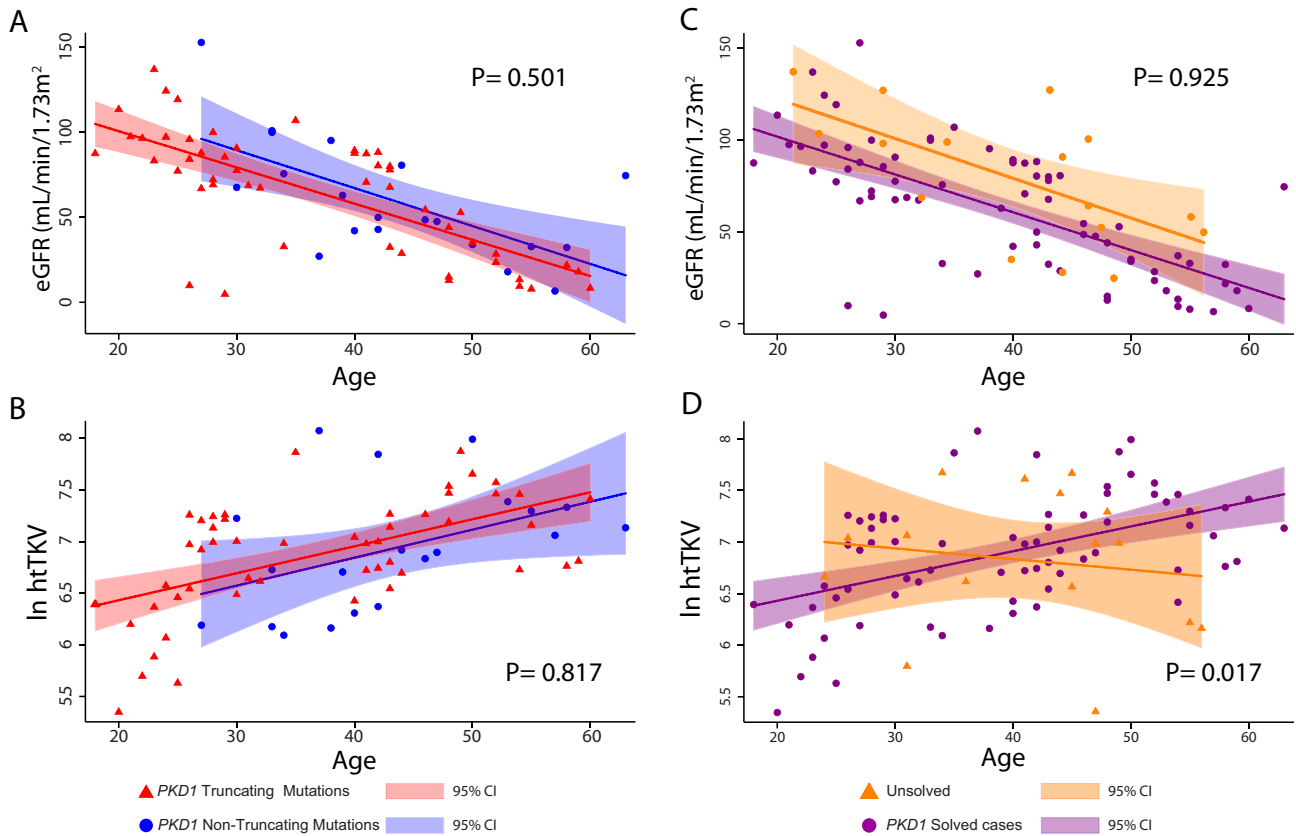 A
eGFR (mL/min/1.73m²
150
100
50
0
P= 0.501
20 30 40 50 60
Age
B
ln htTKV
8
7.5
7
6.5
6
5.5
P= 0.817
20 30 40 50 60
Age
PKD1 Truncating Mutations 95% CI
PKD1 Non-Truncating Mutations 95% CI
C
eGFR (mL/min/1.73m²
150
100
50
0
P= 0.925
20 30 40 50 60
Age
D
ln htTKV
8
7.5
7
6.5
6
5.5
P= 0.017
20 30 40 50 60
Age
Unsolved 95% CI
PKD1 Solved cases 95% CI